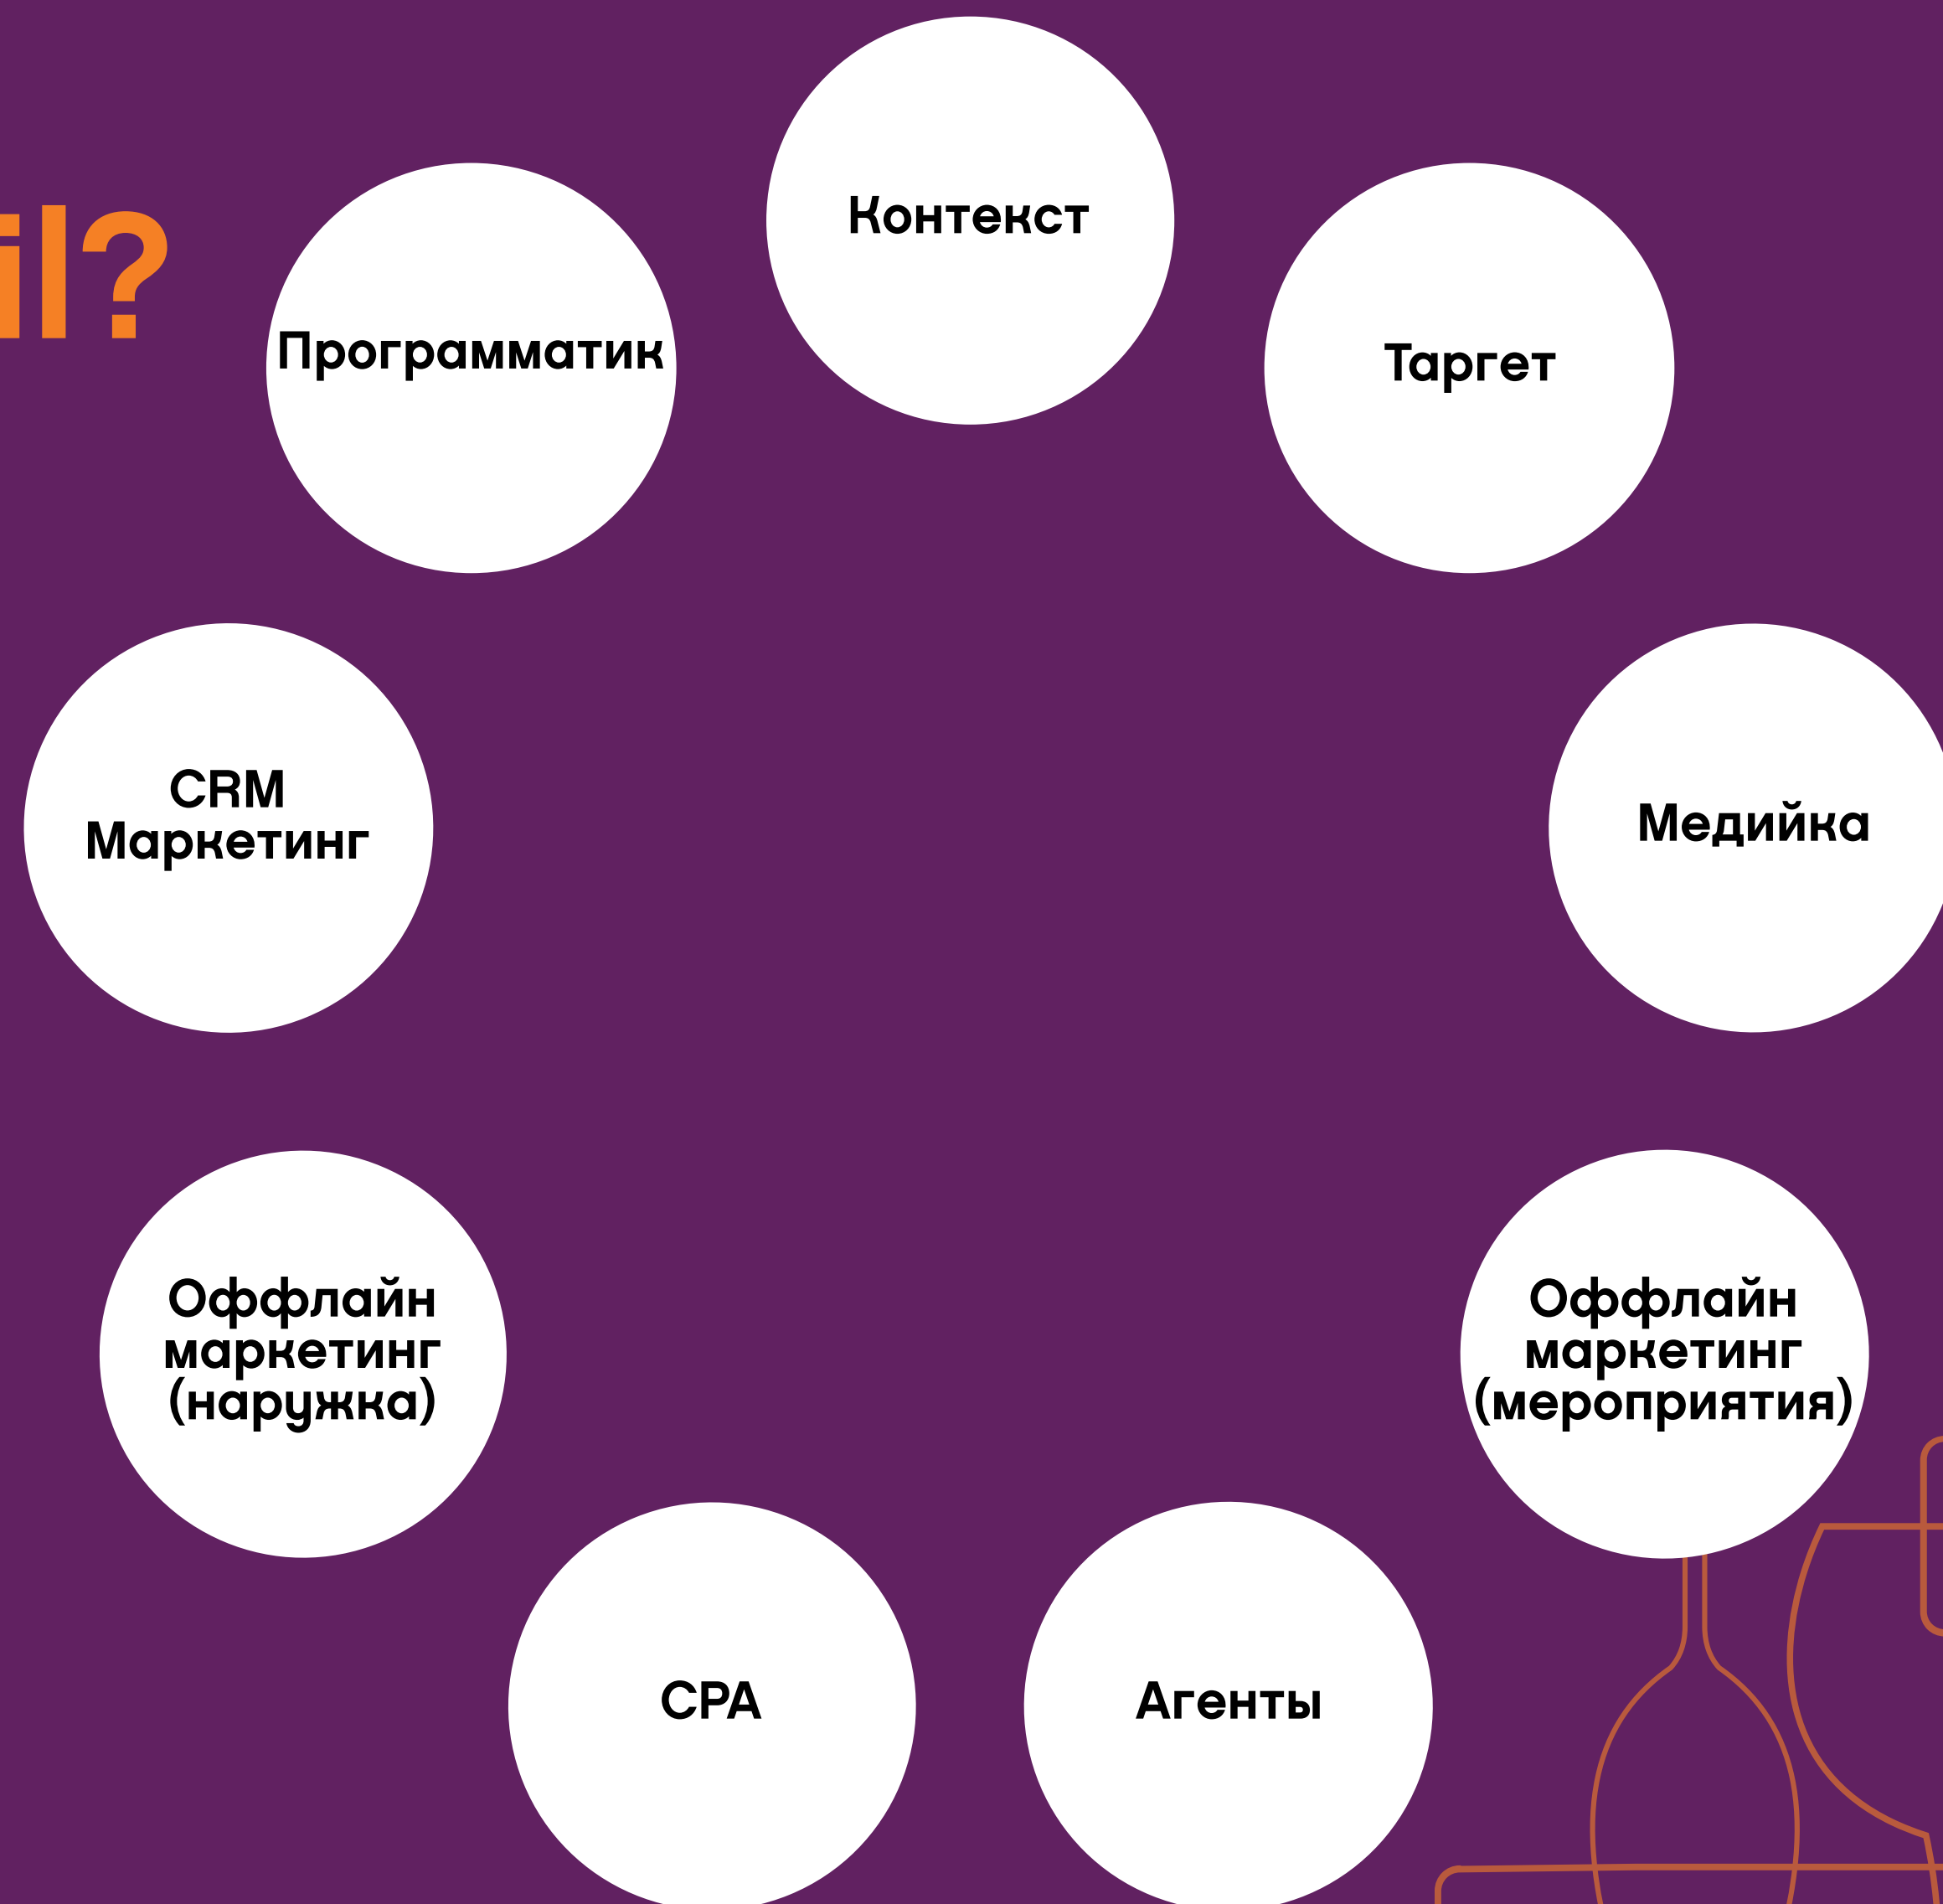 il?
Контекст
Программатик
Таргет
CRM
Маркетинг
Медийка
Оффлайн
маркетинг
(наружка)
Оффлайн
маркетинг
(мероприятия)
CPA
Агенты